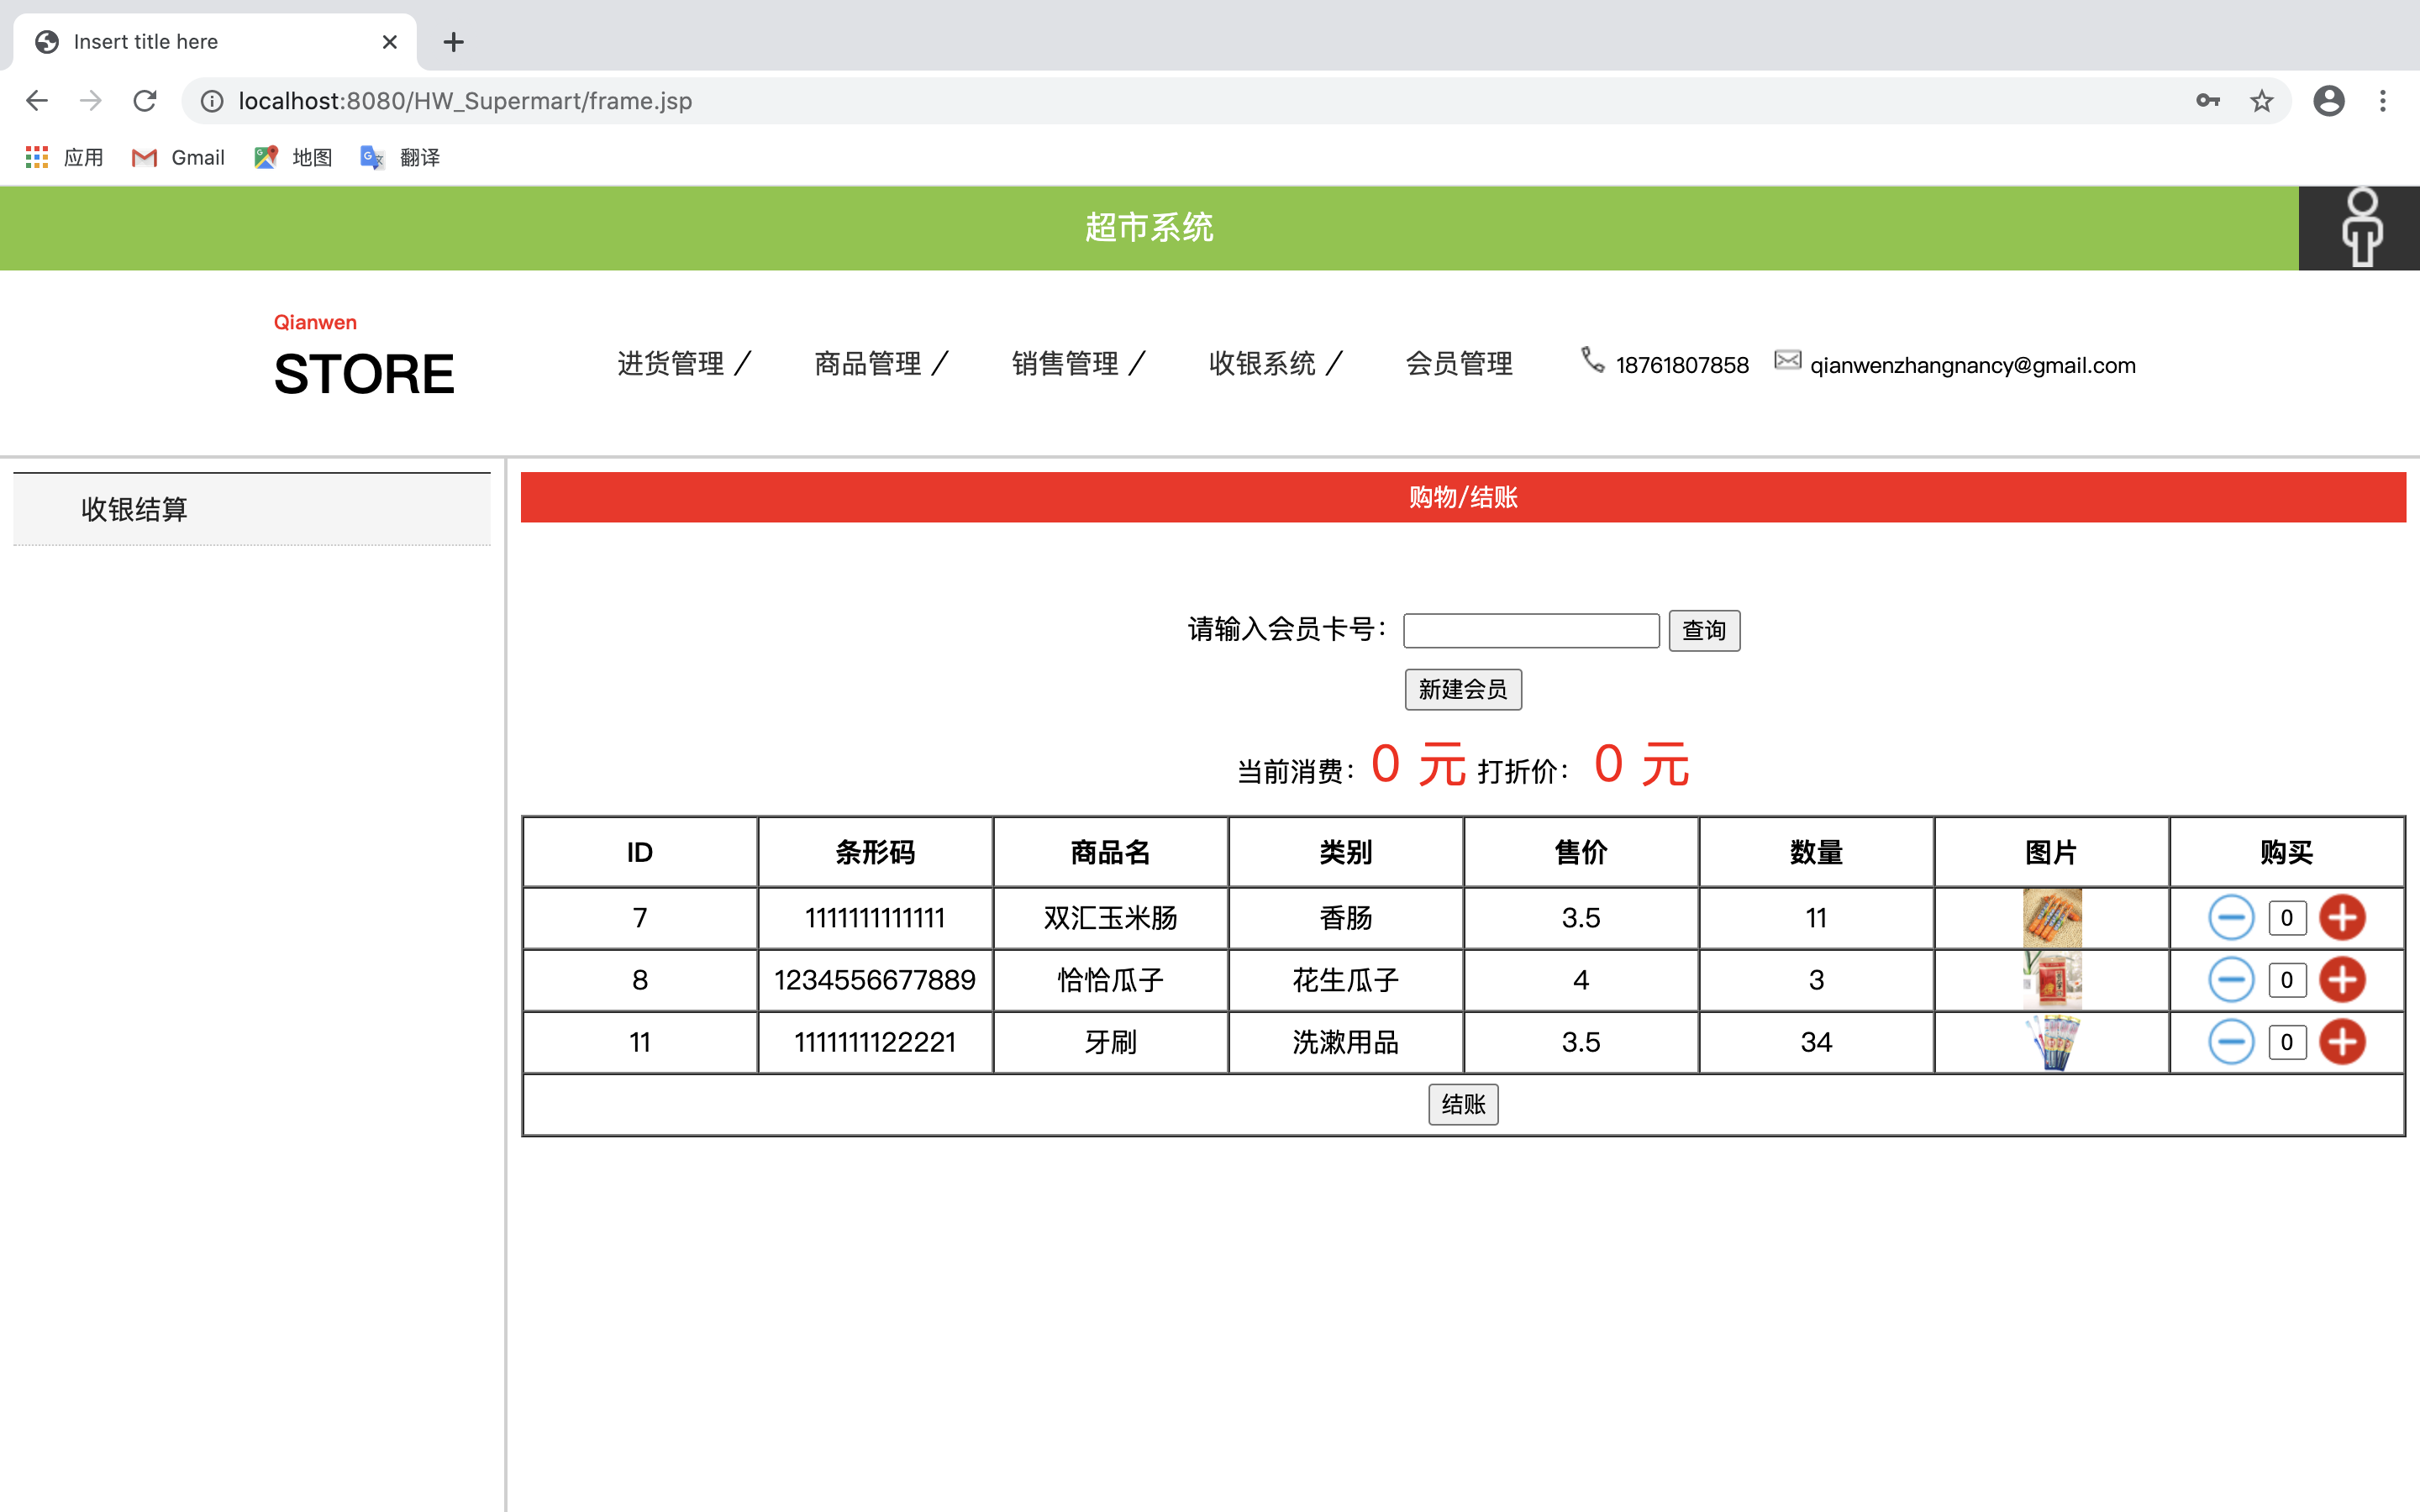 Insert title here
localhost:8080/HW_Supermart/frame.jsp
应用 Gmail 地图 翻译
超市系统
Qianwen
STORE
进货管理 / 商品管理 / 销售管理 / 收银系统 / 会员管理 18761807858 qianwenzhangnancy@gmail.com
收银结算
购物/结账
请输入会员卡号： 查询
新建会员
当前消费：0 元 打折价： 0 元
ID 条形码 商品名 类别 售价 数量 图片 购买
7 1111111111111 双汇玉米肠 香肠 3.5 11 0
8 1234556677889 恰恰瓜子 花生瓜子 4 3 0
11 1111111122221 牙刷 洗漱用品 3.5 34 0
结账